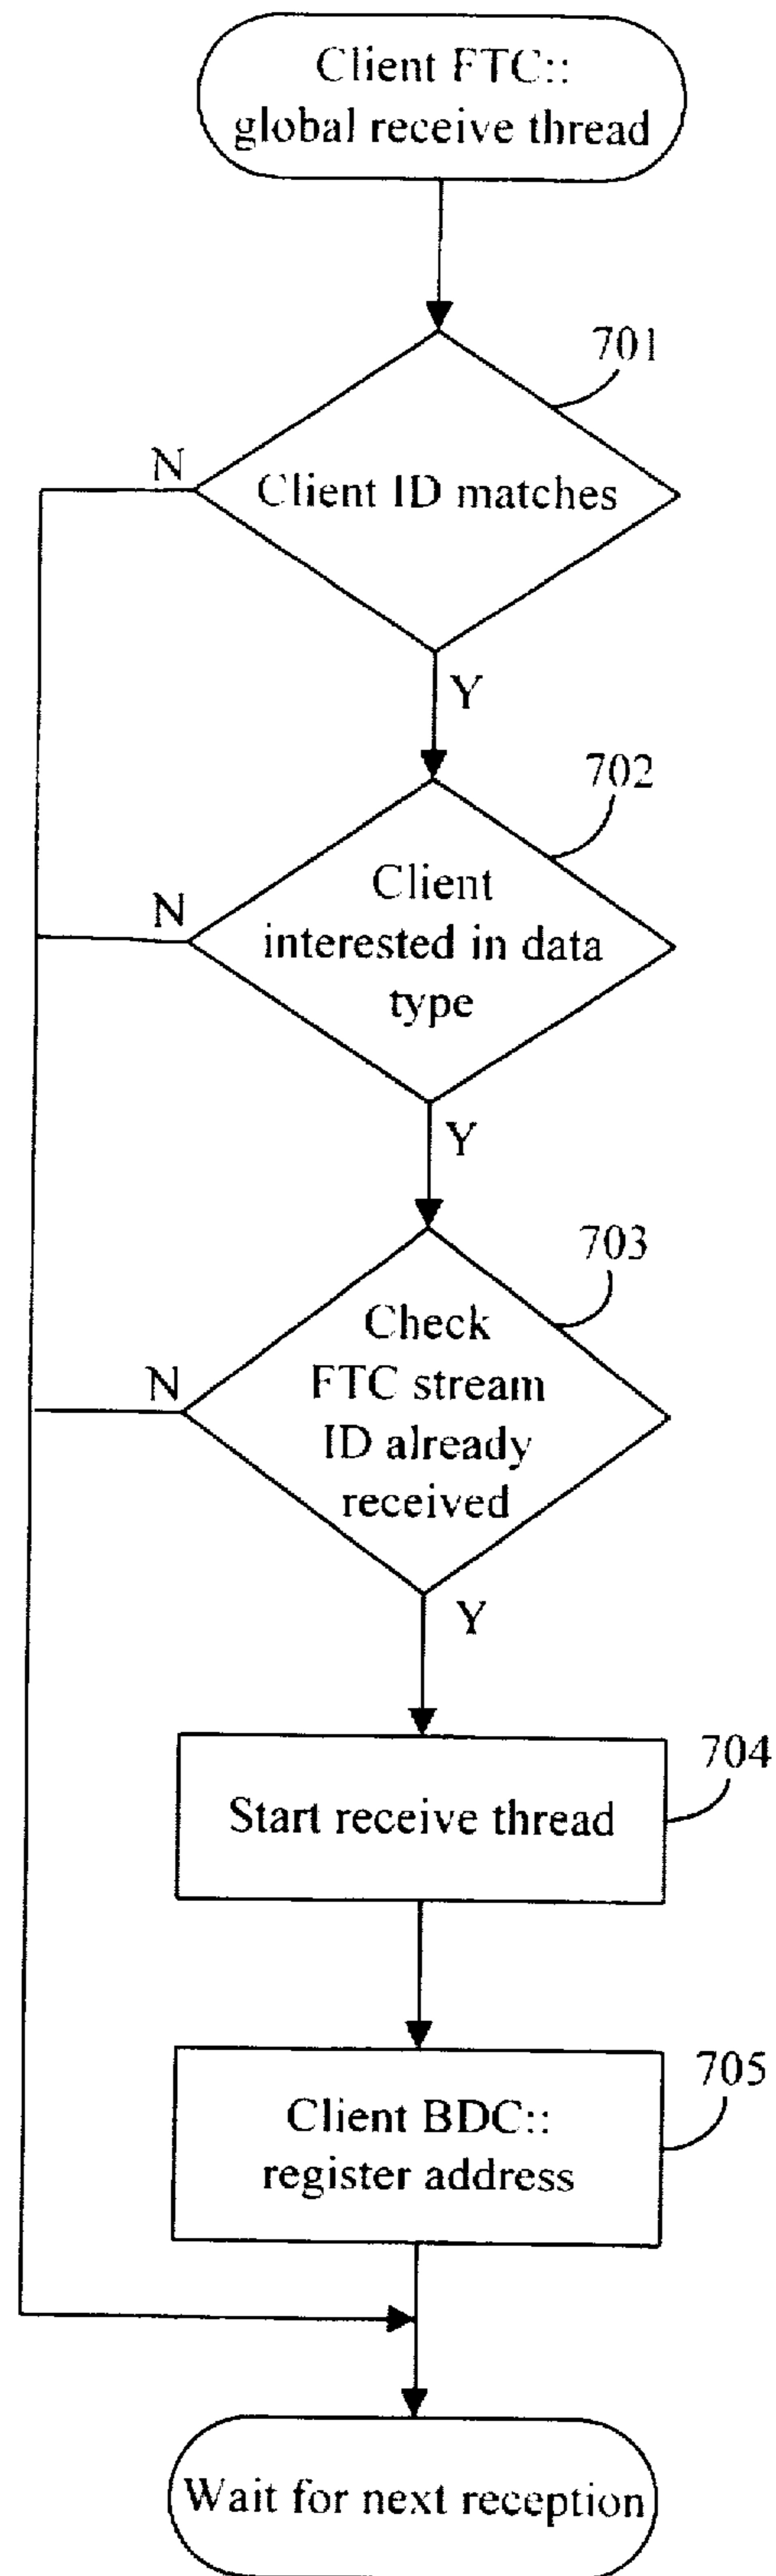 Client FTC::
global receive thread
701
N
Client ID matches
Y
702
N
Client
interested in data
type
Y
703
N
Check
FTC stream
ID already
received
Y
704
Start receive thread
705
Client BDC::
register address
Wait for next reception